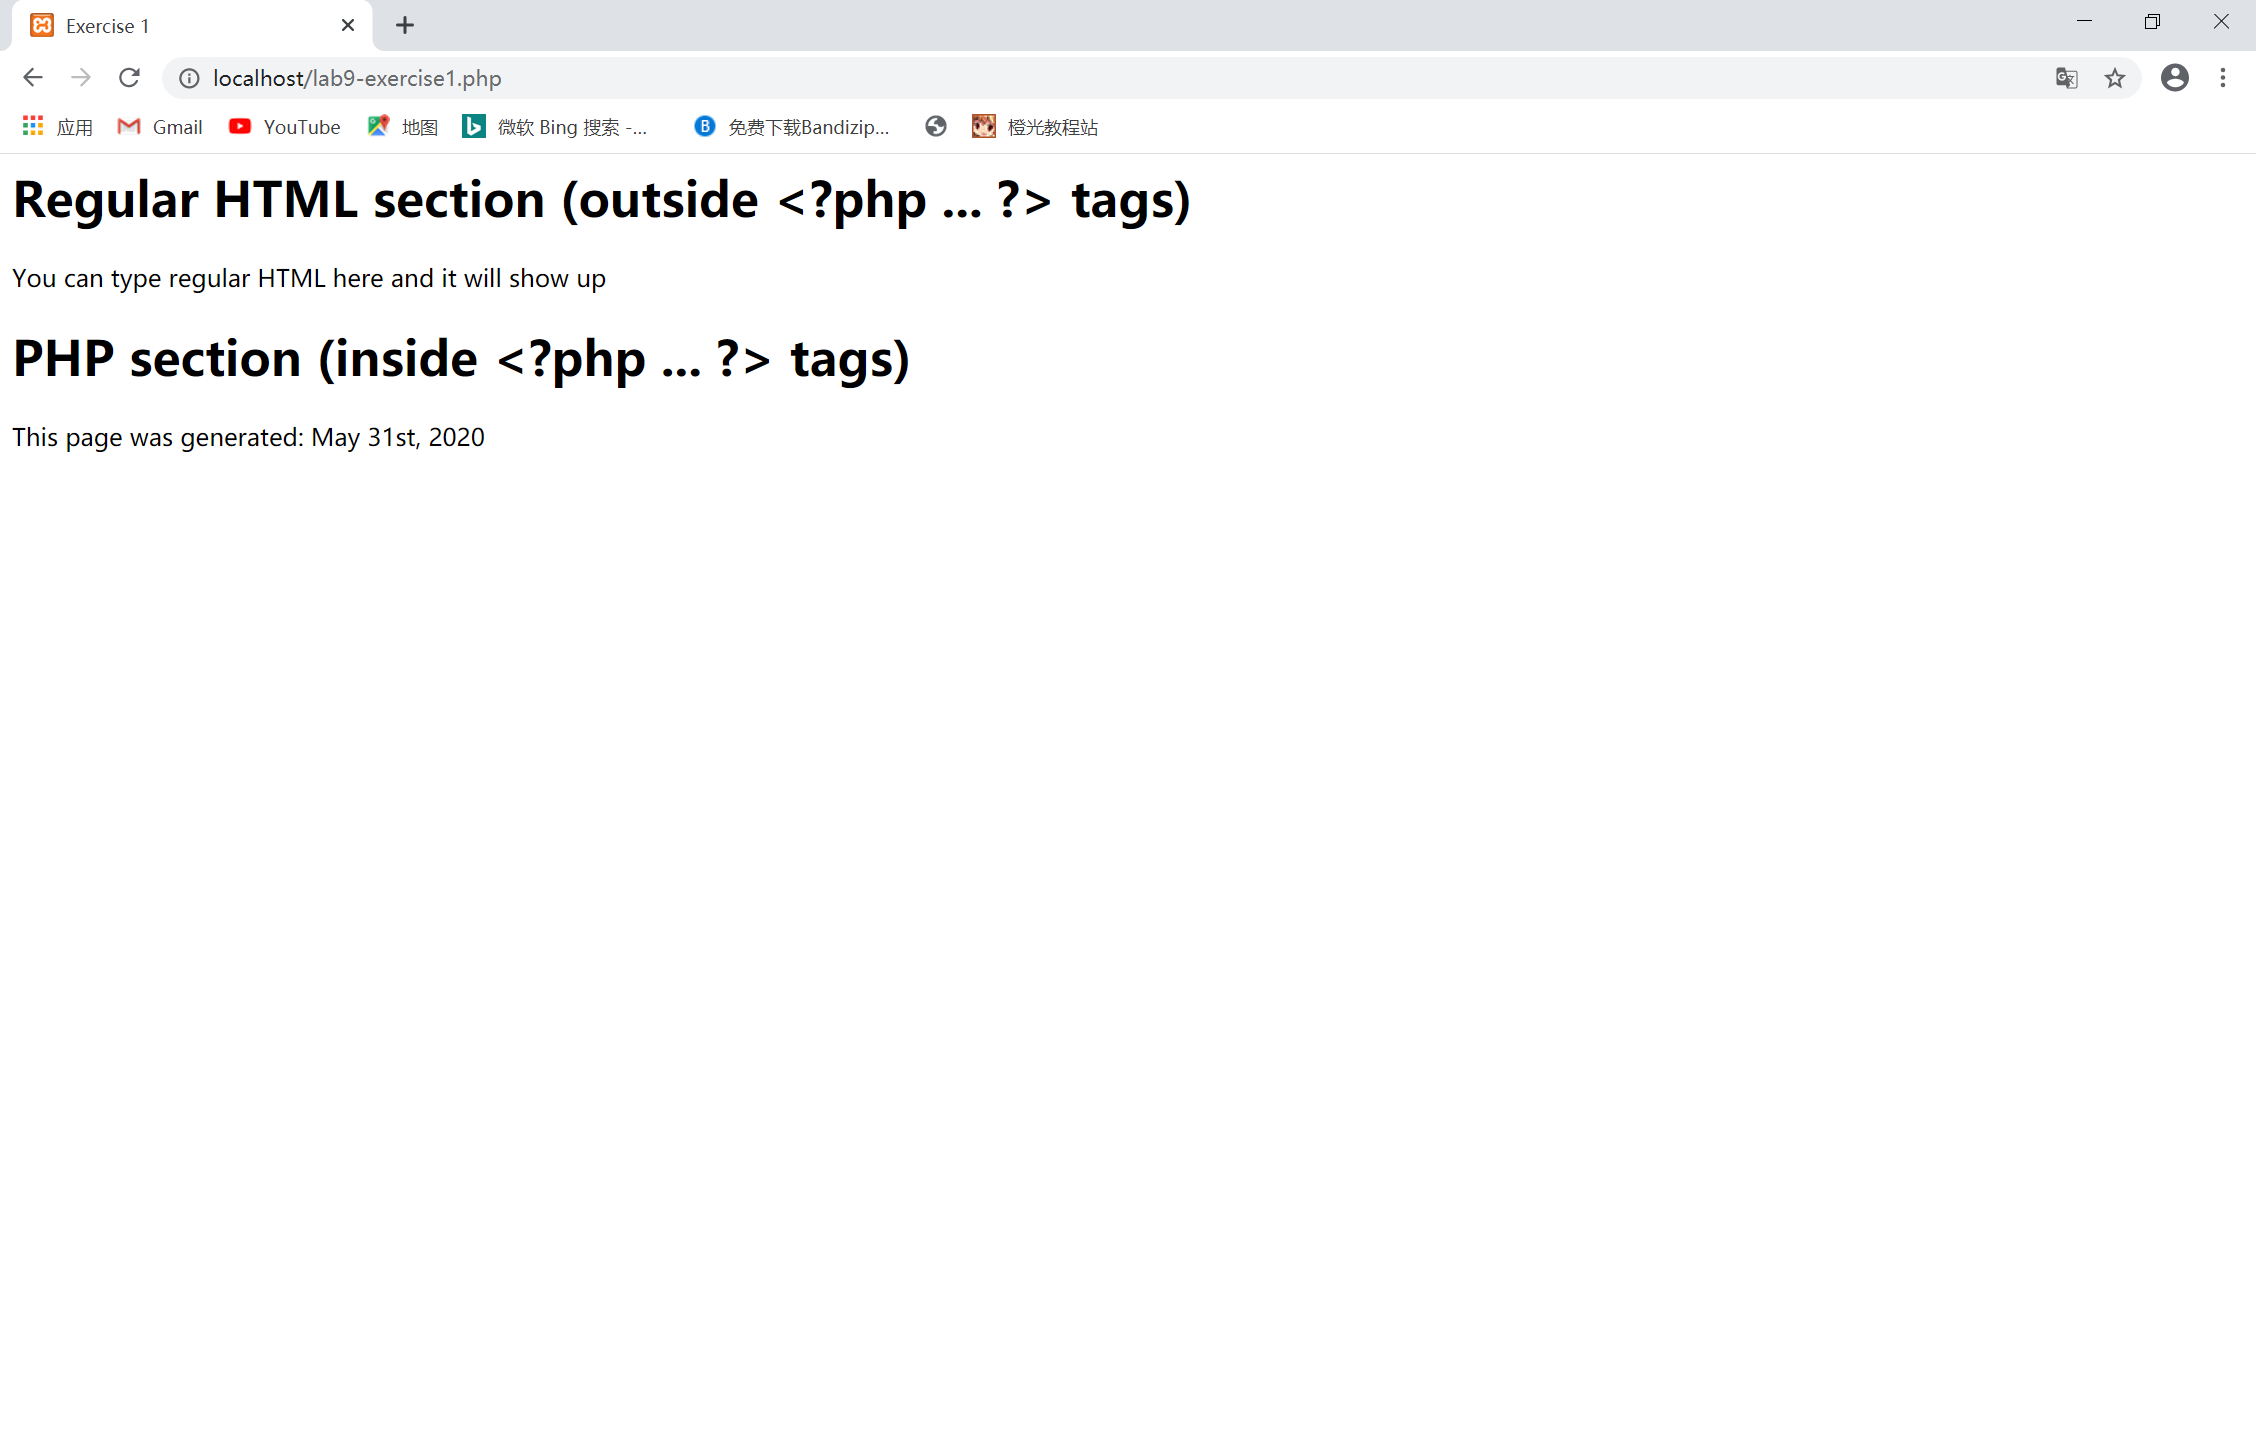 Exercise 1
localhost/lab9-exercise1.php
应用 Gmail YouTube 地图 微软 Bing 搜索 -... 免费下载Bandizip... 橙光教程站
Regular HTML section (outside <?php ... ?> tags)
You can type regular HTML here and it will show up
PHP section (inside <?php ... ?> tags)
This page was generated: May 31st, 2020